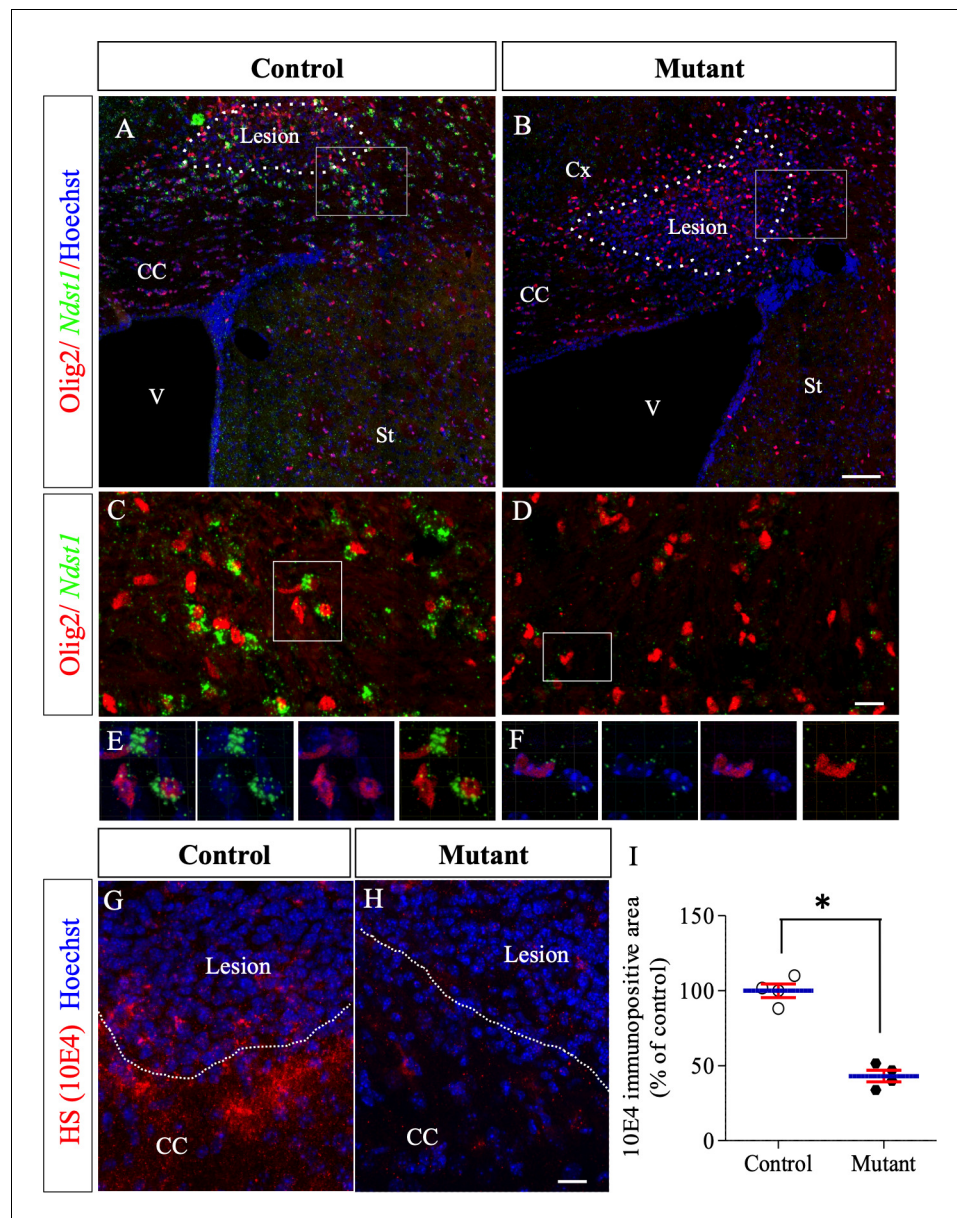 Control
Mutant
Olig2/ Ndst1/Hoechst
A
Lesion
CC
V
St
B
Cx
Lesion
CC
V
St
Olig2/ Ndst1
C
D
E
F
Control
Mutant
HS (10E4) Hoechst
G
Lesion
CC
H
Lesion
CC
I
10E4 immunopositive area
(% of control)
150
100
50
0
*
Control
Mutant